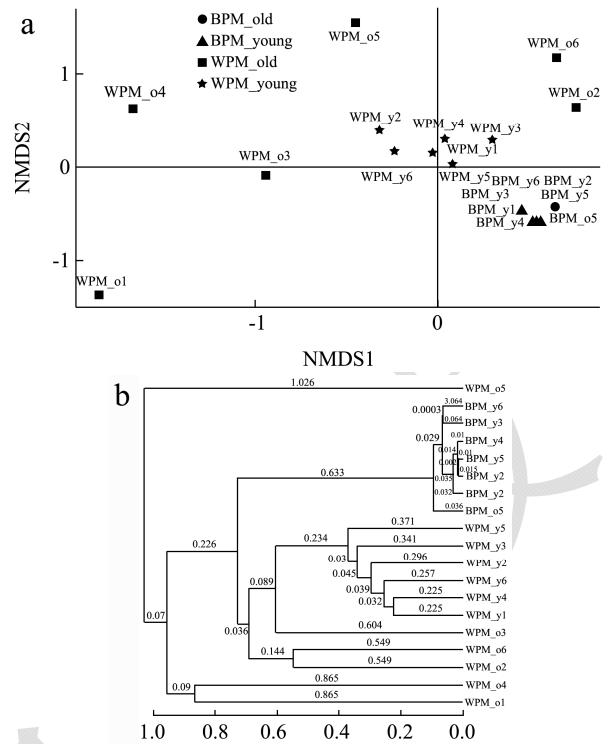 a
BPM_old
BPM_young
WPM_old
WPM_young
WPM_o5
WPM_o6
WPM_o4
WPM_o2
WPM_y2
WPM_y4
WPM_y3
WPM_o3
WPM_y1
WPM_y6
WPM_y5
BPM_y6
BPM_y2
BPM_y3
BPM_y5
BPM_y1
BPM_y4
BPM_o5
WPM_o1
1
0
-1
NMDS2
-1
0
NMDS1
b
1.026
WPM_o5
3.064
BPM_y6
0.0003
0.064
BPM_y3
0.01
BPM_y4
0.029
0.014
0.01
BPM_y5
0.002
0.015
BPM_y2
0.633
0.035
0.032
BPM_y2
0.036
BPM_o5
0.371
WPM_y5
0.234
0.341
WPM_y3
0.226
0.03
0.296
WPM_y2
0.045
0.257
WPM_y6
0.089
0.039
0.225
WPM_y4
0.032
0.225
WPM_y1
0.07
0.036
0.604
WPM_o3
0.549
WPM_o6
0.144
0.549
WPM_o2
0.865
WPM_o4
0.09
0.865
WPM_o1
1.0 0.8 0.6 0.4 0.2 0.0